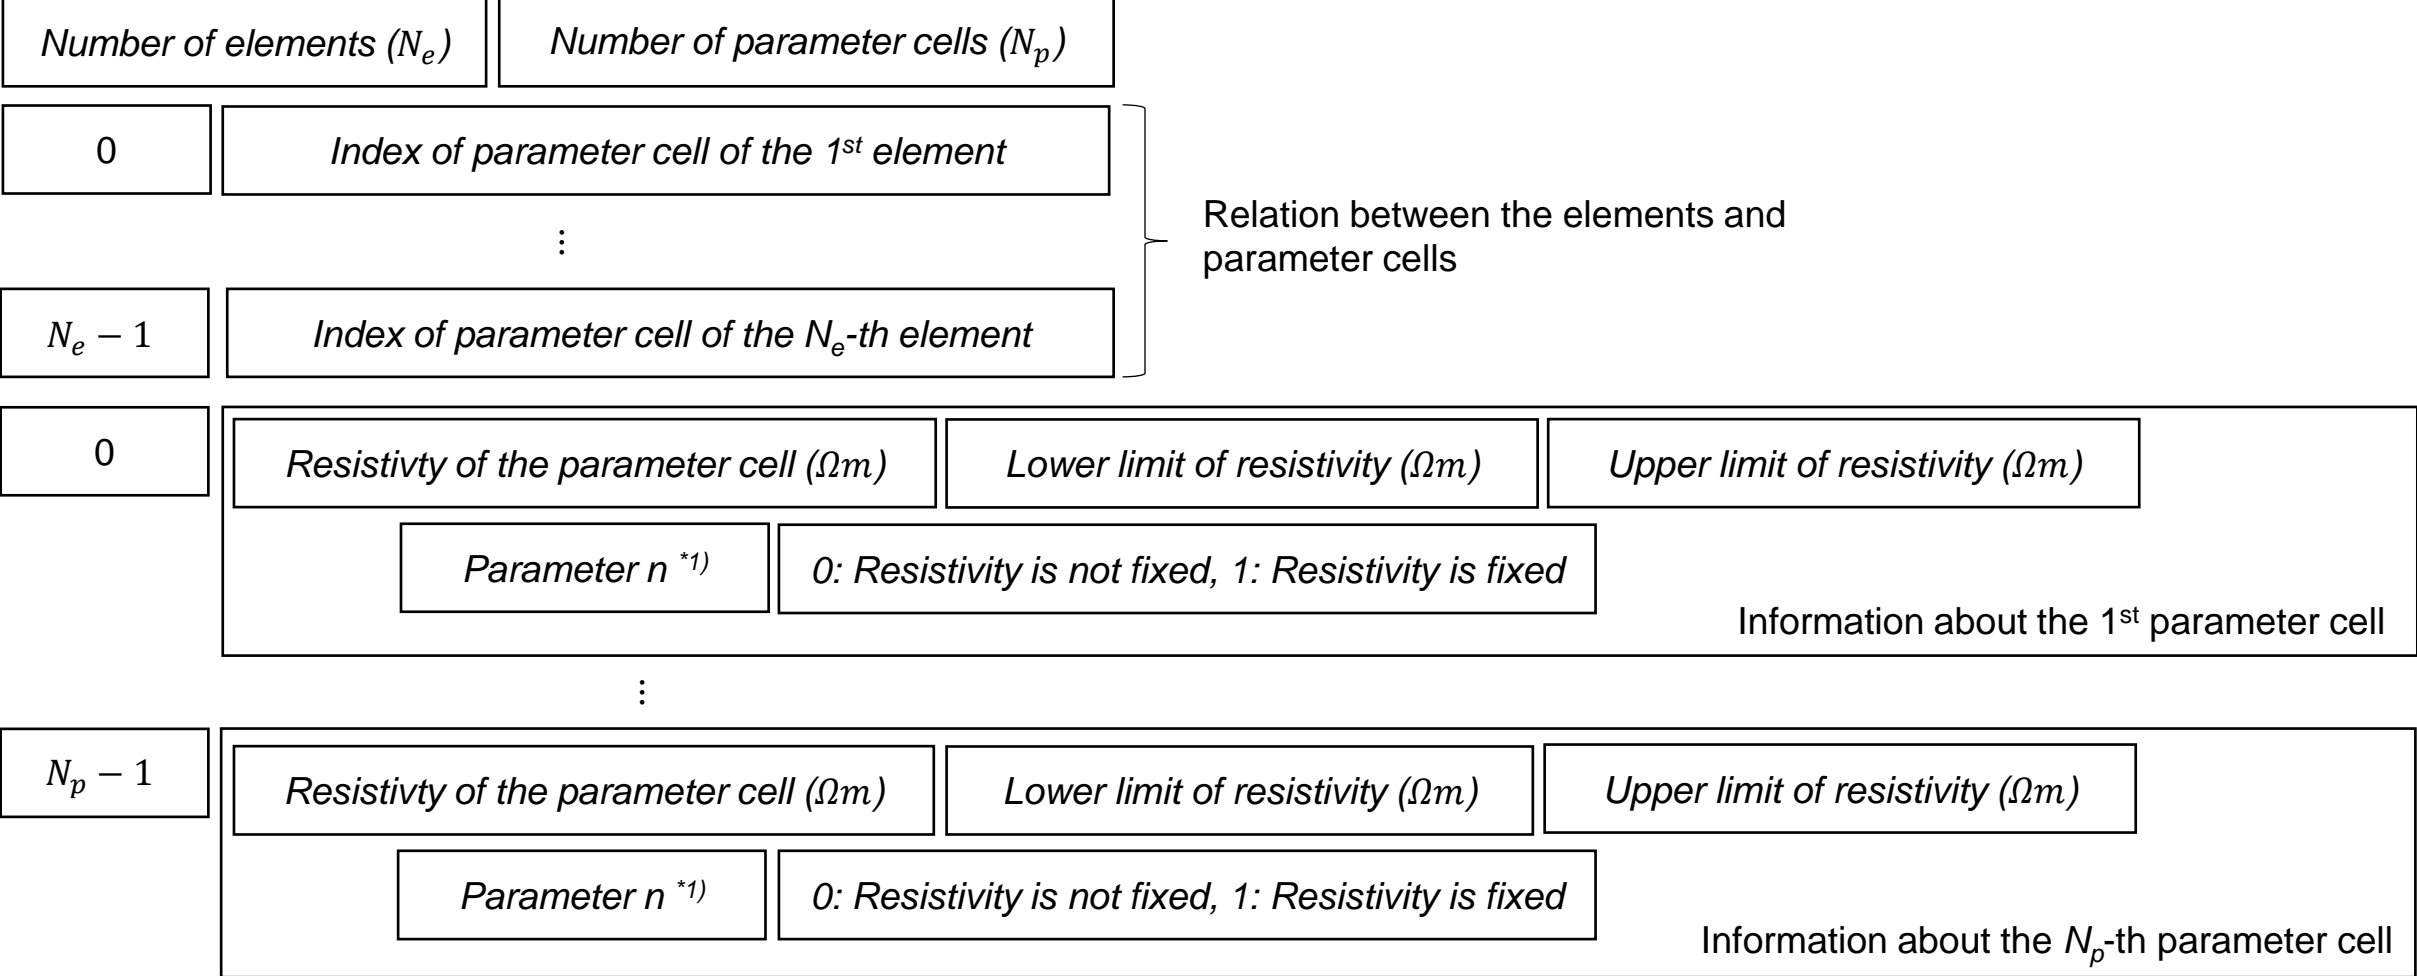 Number of elements (Nₑ) Number of parameter cells (Nₚ)
0 Index of parameter cell of the 1ˢᵗ element
Relation between the elements and
parameter cells
⋮
Nₑ − 1 Index of parameter cell of the Nₑ-th element
0 Resistivty of the parameter cell (Ωm) Lower limit of resistivity (Ωm) Upper limit of resistivity (Ωm)
Parameter n *1) 0: Resistivity is not fixed, 1: Resistivity is fixed
Information about the 1ˢᵗ parameter cell
⋮
Nₚ − 1 Resistivty of the parameter cell (Ωm) Lower limit of resistivity (Ωm) Upper limit of resistivity (Ωm)
Parameter n *1) 0: Resistivity is not fixed, 1: Resistivity is fixed
Information about the Nₚ-th parameter cell